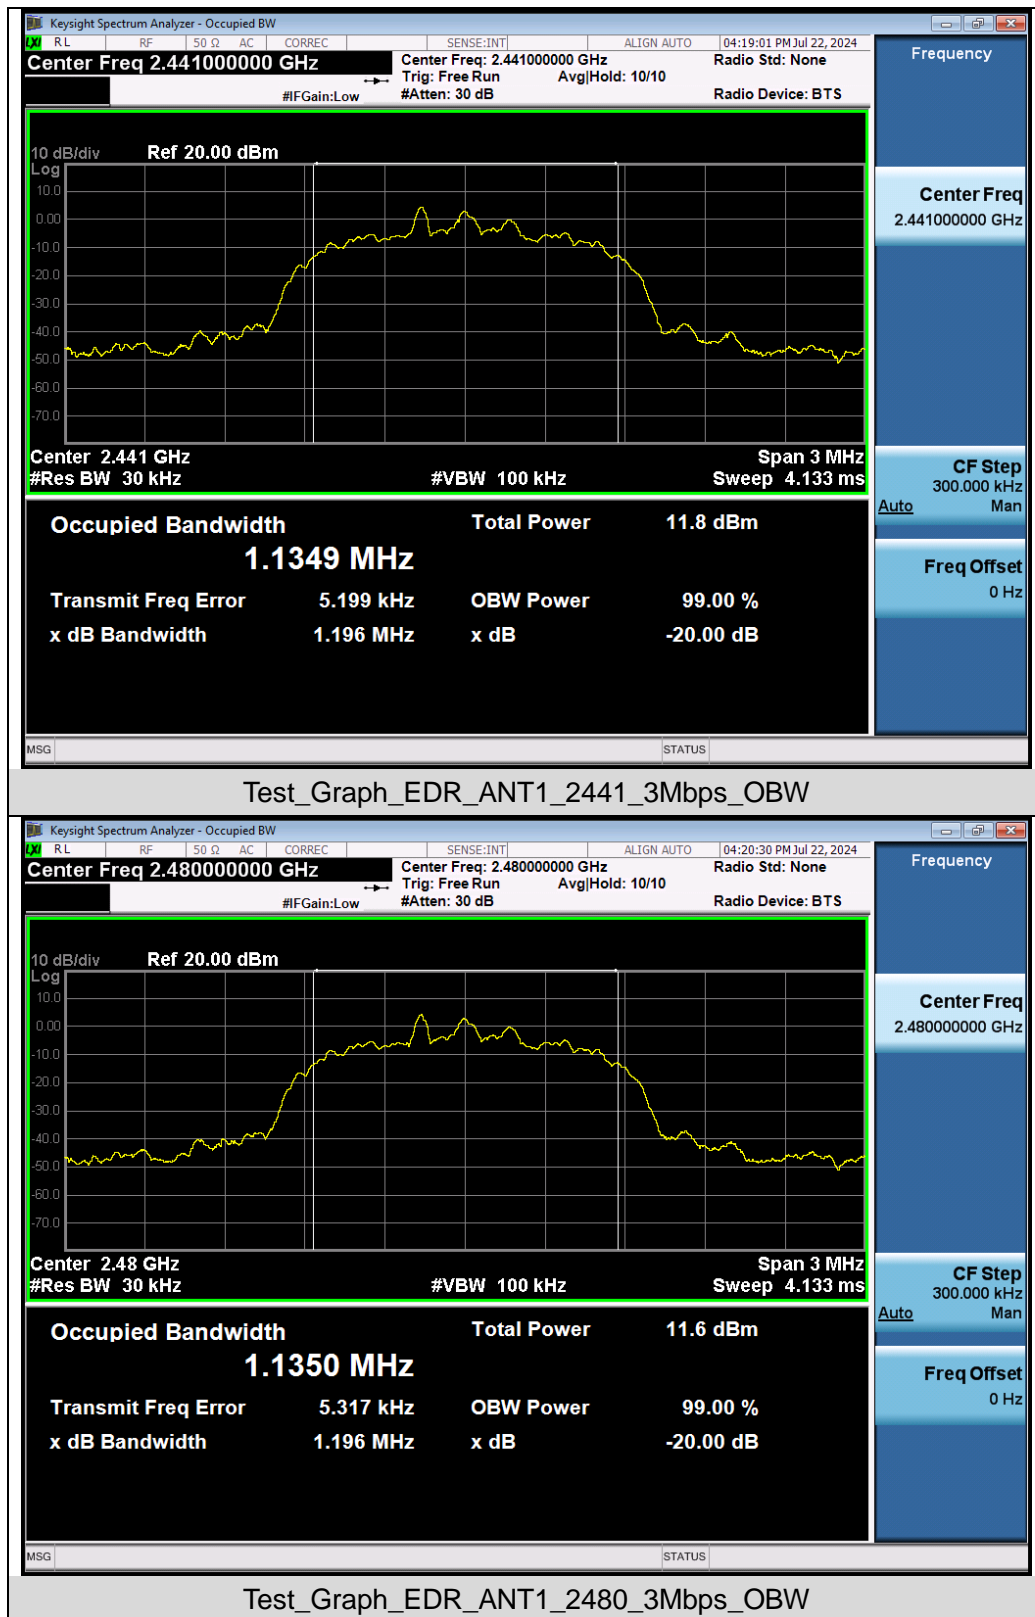 Keysight Spectrum Analyzer - Occupied BW
LXI RL RF 50 Ω AC CORREC SENSE:INT ALIGN AUTO 04:19:01 PM Jul 22, 2024
Center Freq 2.441000000 GHz
Center Freq: 2.441000000 GHz
Radio Std: None
Trig: Free Run Avg|Hold: 10/10
#IFGain:Low
#Atten: 30 dB
Radio Device: BTS
10 dB/div Ref 20.00 dBm
Log
10.0
0.00
-10.0
-20.0
-30.0
-40.0
-50.0
-60.0
-70.0
Center 2.441 GHz Span 3 MHz
#Res BW 30 kHz #VBW 100 kHz Sweep 4.133 ms
Occupied Bandwidth Total Power 11.8 dBm
1.1349 MHz
Transmit Freq Error 5.199 kHz OBW Power 99.00 %
x dB Bandwidth 1.196 MHz x dB -20.00 dB
MSG STATUS
Frequency
Center Freq
2.441000000 GHz
CF Step
300.000 kHz
Auto Man
Freq Offset
0 Hz
Test_Graph_EDR_ANT1_2441_3Mbps_OBW
Keysight Spectrum Analyzer - Occupied BW
LXI RL RF 50 Ω AC CORREC SENSE:INT ALIGN AUTO 04:20:30 PM Jul 22, 2024
Center Freq 2.480000000 GHz
Center Freq: 2.480000000 GHz
Radio Std: None
Trig: Free Run Avg|Hold: 10/10
#IFGain:Low
#Atten: 30 dB
Radio Device: BTS
10 dB/div Ref 20.00 dBm
Log
10.0
0.00
-10.0
-20.0
-30.0
-40.0
-50.0
-60.0
-70.0
Center 2.48 GHz Span 3 MHz
#Res BW 30 kHz #VBW 100 kHz Sweep 4.133 ms
Occupied Bandwidth Total Power 11.6 dBm
1.1350 MHz
Transmit Freq Error 5.317 kHz OBW Power 99.00 %
x dB Bandwidth 1.196 MHz x dB -20.00 dB
MSG STATUS
Frequency
Center Freq
2.480000000 GHz
CF Step
300.000 kHz
Auto Man
Freq Offset
0 Hz
Test_Graph_EDR_ANT1_2480_3Mbps_OBW